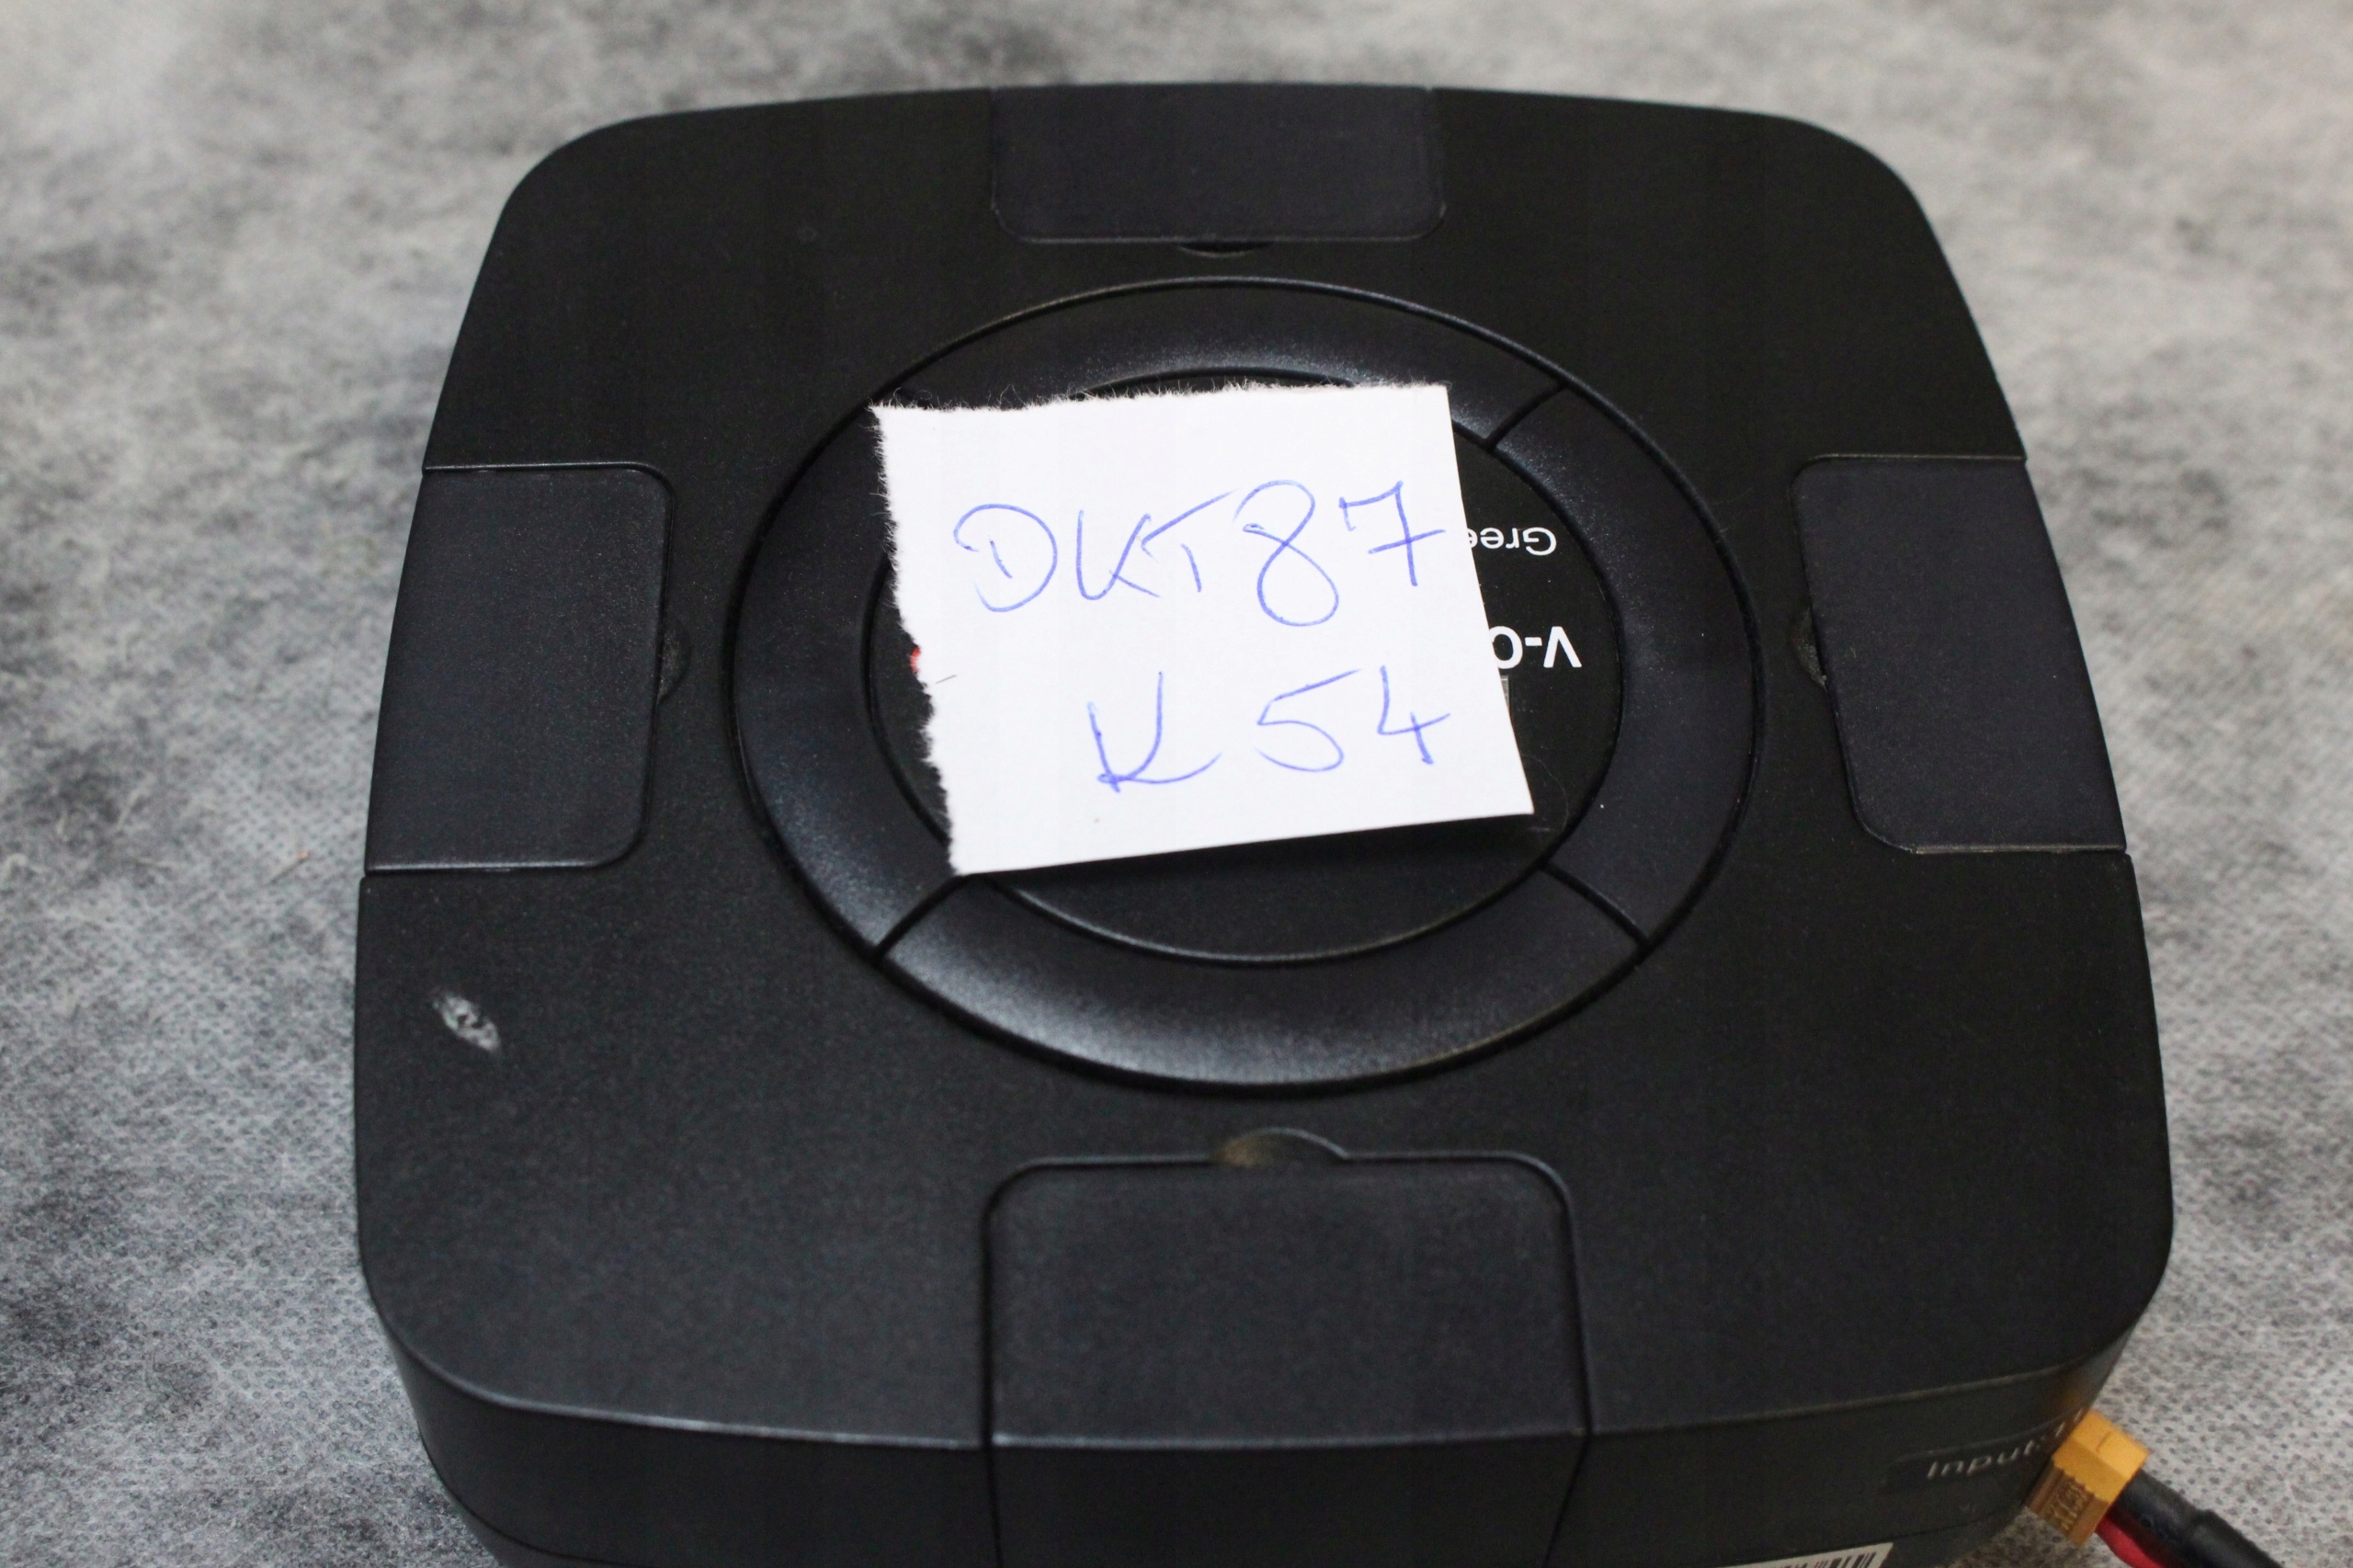 DKT87
K54
Gree
V-
Input